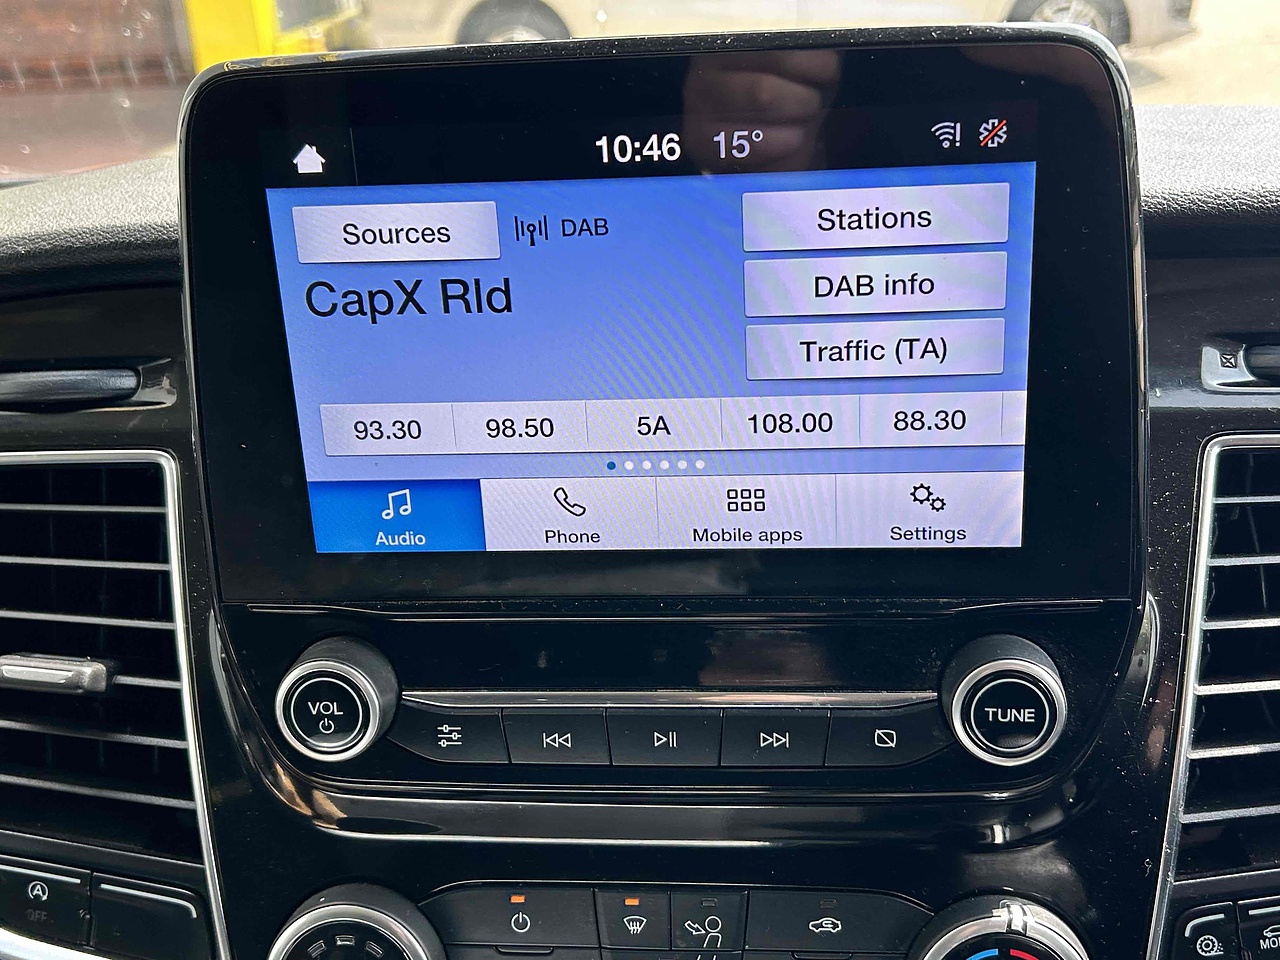 10:46 15°
Sources DAB Stations
CapX Rld DAB info
Traffic (TA)
93.30 98.50 5A 108.00 88.30
Audio Phone Mobile apps Settings
VOL TUNE
A
OFF